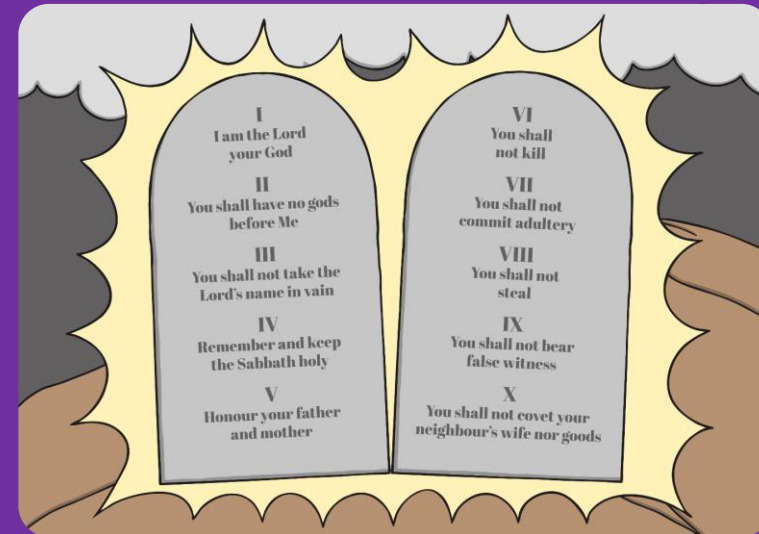 I
I am the Lord
your God
II
You shall have no gods
before Me
III
You shall not take the
Lord's name in vain
IV
Remember and keep
the Sabbath holy
V
Honour your father
and mother
VI
You shall
not kill
VII
You shall not
commit adultery
VIII
You shall not
steal
IX
You shall not bear
false witness
X
You shall not covet your
neighbour's wife nor goods